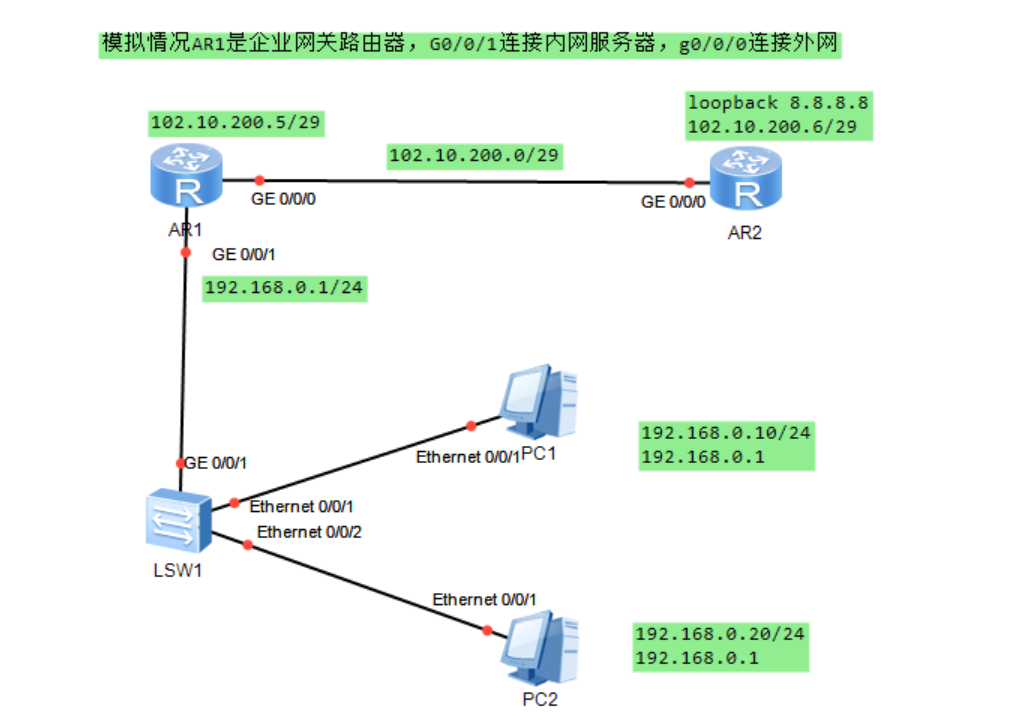 模拟情况AR1是企业网关路由器，G0/0/1连接内网服务器，g0/0/0连接外网
loopback 8.8.8.8
102.10.200.6/29
102.10.200.5/29
102.10.200.0/29
R
R
GE 0/0/0
GE 0/0/0
AR1
AR2
GE 0/0/1
192.168.0.1/24
192.168.0.10/24
192.168.0.1
Ethernet 0/0/1
PC1
GE 0/0/1
Ethernet 0/0/1
Ethernet 0/0/2
LSW1
Ethernet 0/0/1
192.168.0.20/24
192.168.0.1
PC2